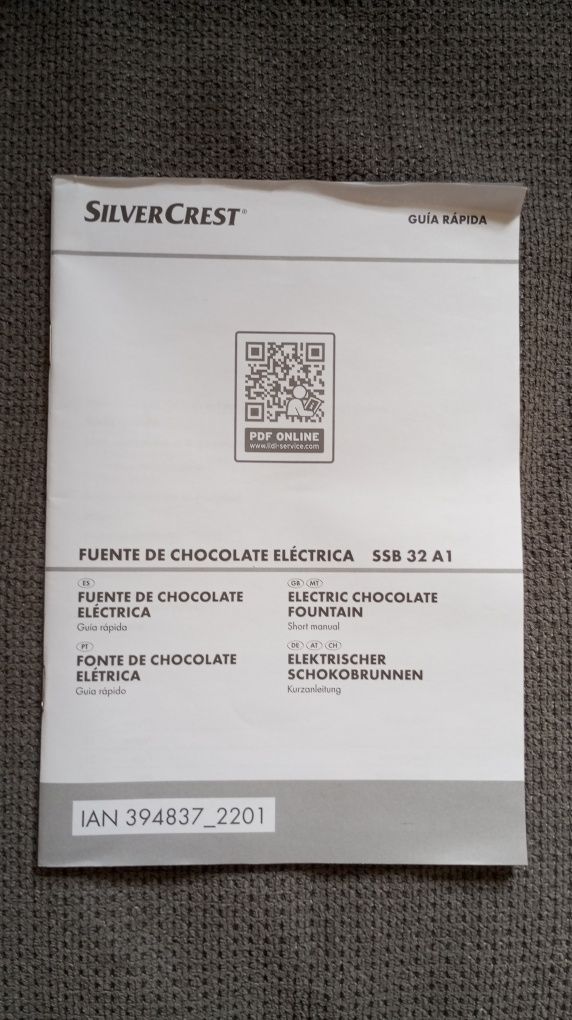 SILVERCREST®
GUÍA RÁPIDA
PDF ONLINE
www.lidl-service.com
FUENTE DE CHOCOLATE ELÉCTRICA SSB 32 A1
ES
FUENTE DE CHOCOLATE
ELÉCTRICA
Guía rápida
GB MT
ELECTRIC CHOCOLATE
FOUNTAIN
Short manual
PT
FONTE DE CHOCOLATE
ELÉTRICA
Guia rápido
DE AT CH
ELEKTRISCHER
SCHOKOBRUNNEN
Kurzanleitung
IAN 394837_2201